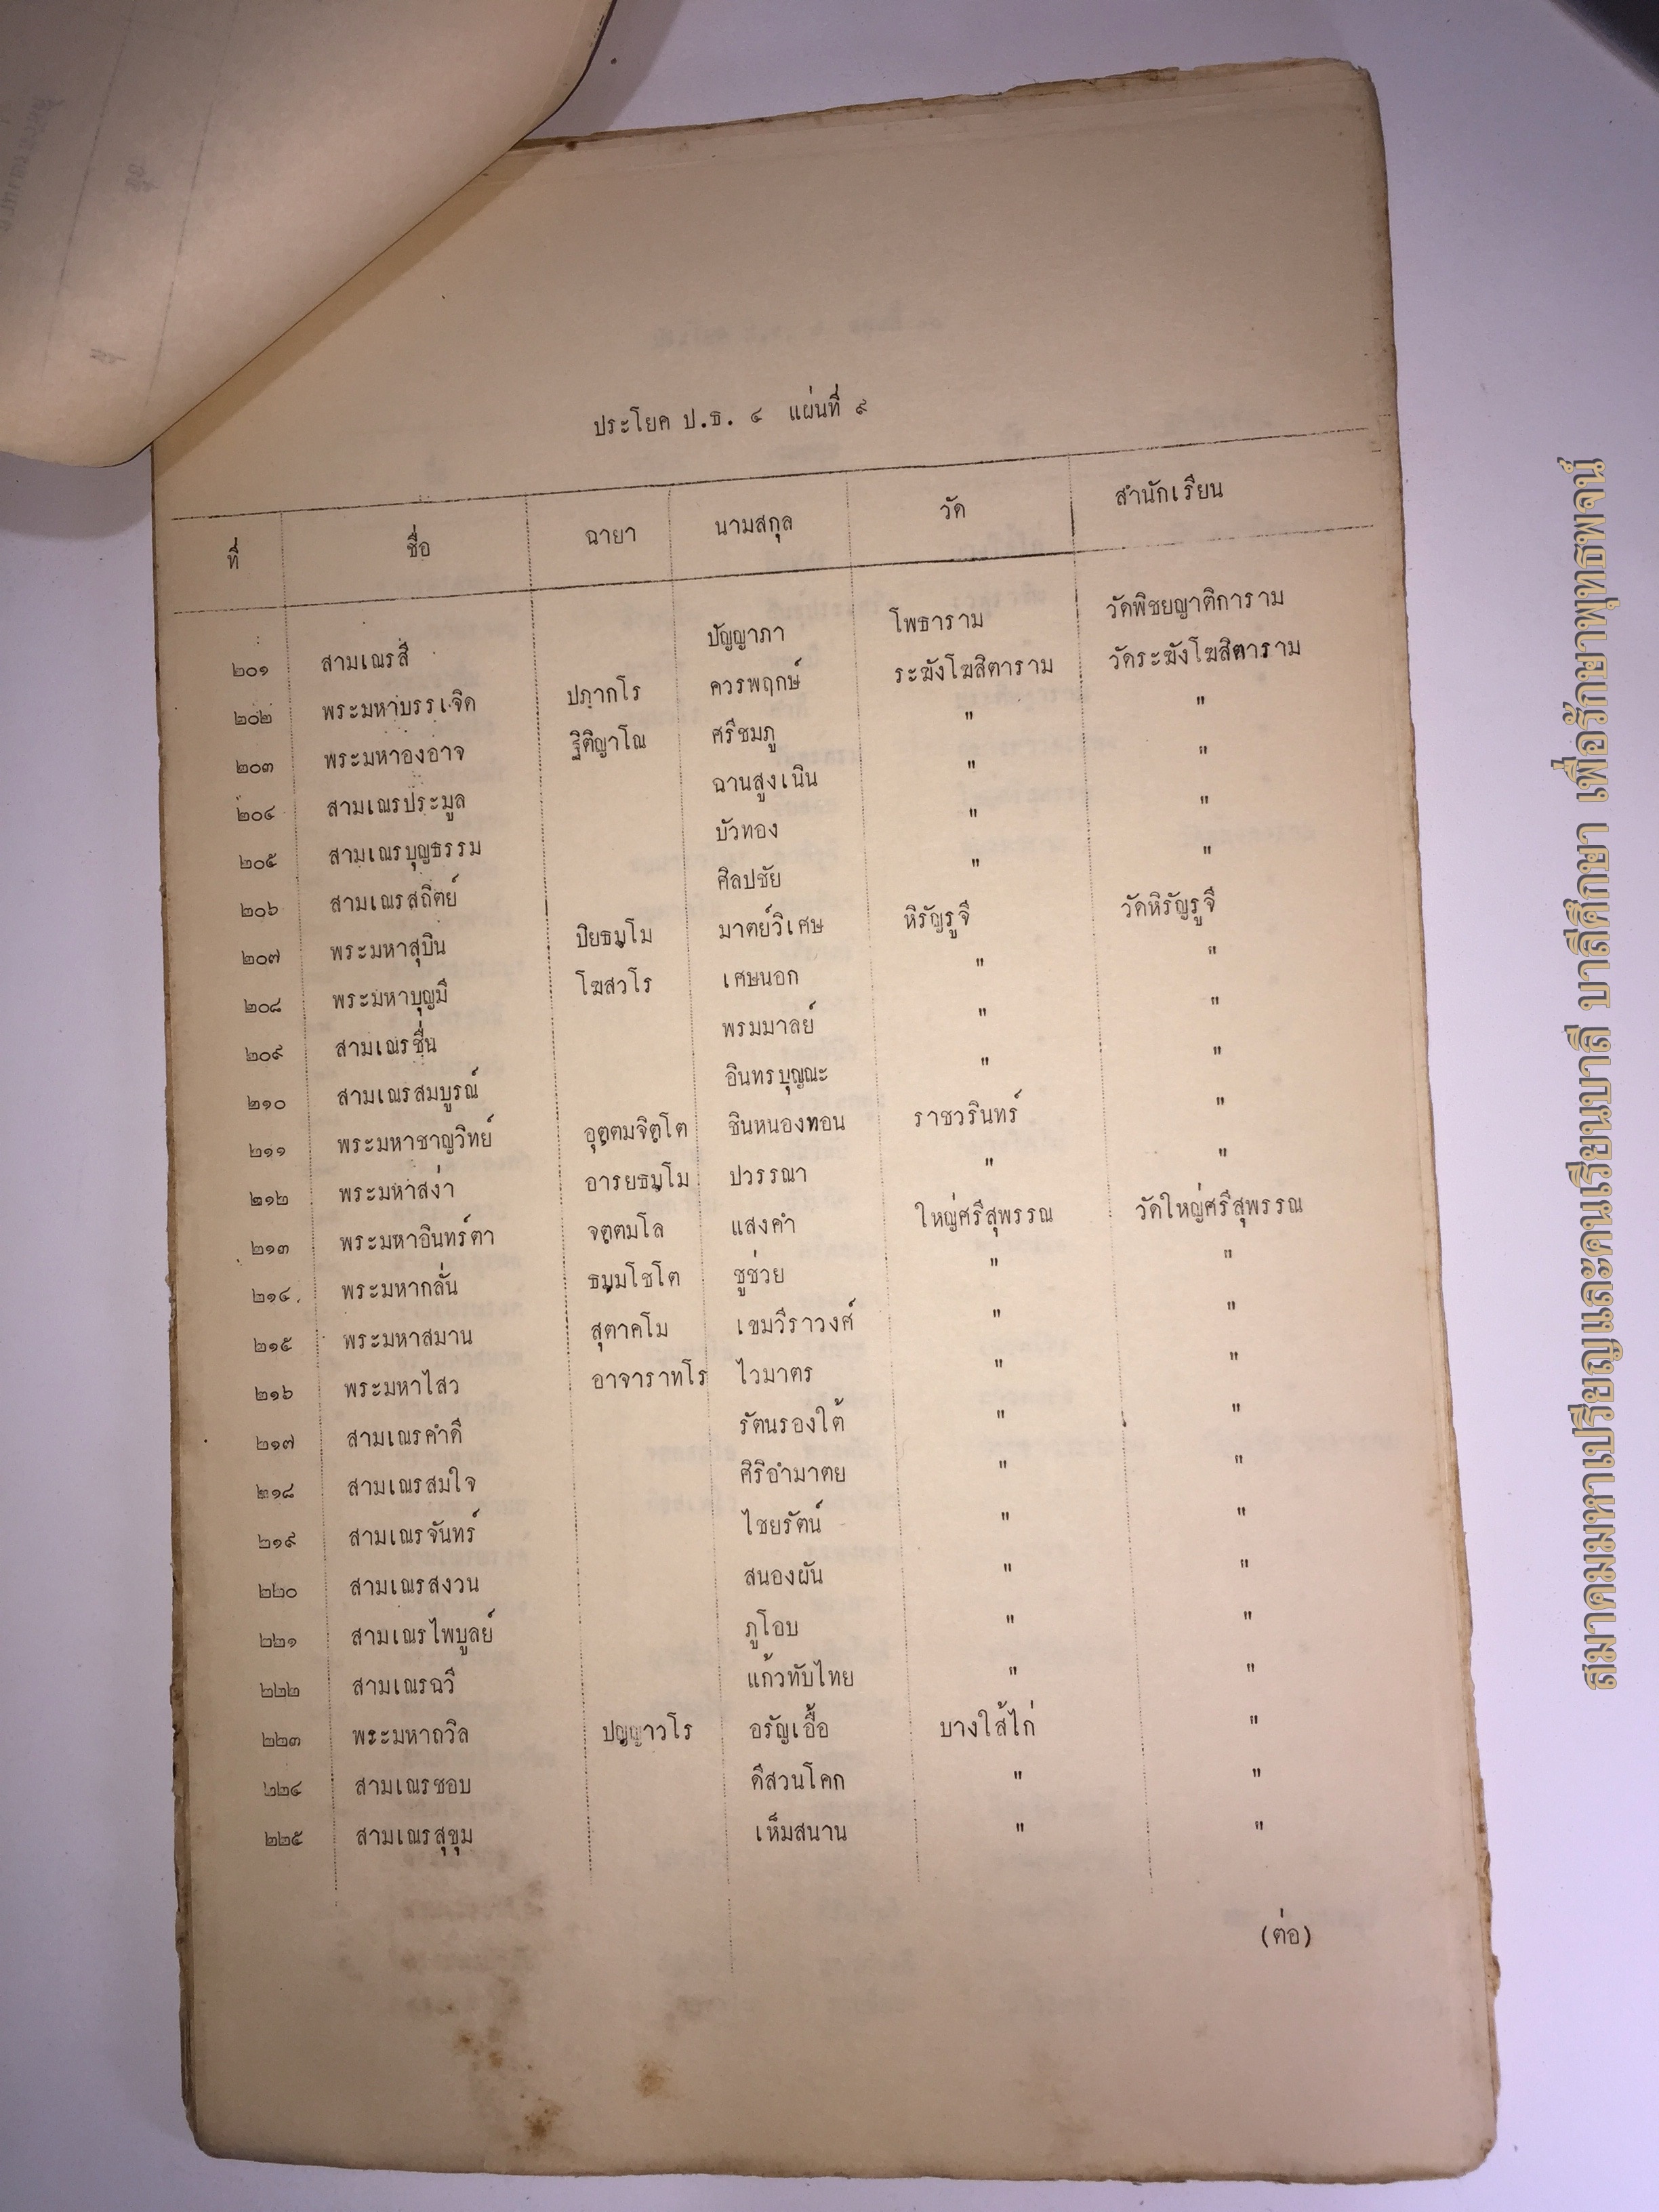 ประโยค ป.ธ. ๔ แผ่นที่ ๙
ที่ ชื่อ ฉายา นามสกุล วัด สำนักเรียน
๒๐๑ สามเณรสี ปัญญาภา โพธาราม วัดพิชยญาติการาม
๒๐๒ พระมหาบรรเจิด ปภากโร ควรพฤกษ์ ระฆังโฆสิตาราม วัดระฆังโฆสิตาราม
๒๐๓ พระมหาองอาจ ฐิติญาโณ ศรีชมภู " "
๒๐๔ สามเณรประมูล ฉานสูงเนิน " "
๒๐๕ สามเณรบุญธรรม บัวทอง " "
๒๐๖ สามเณรสถิตย์ ศิลปชัย " "
๒๐๗ พระมหาสุบิน ปิยธมฺโม มาตย์วิเศษ หิรัญรูจี วัดหิรัญรูจี
๒๐๘ พระมหาบุญมี โฆสวโร เศษนอก " "
๒๐๙ สามเณรชื่น พรมมาลย์ " "
๒๑๐ สามเณรสมบูรณ์ อินทรบุญณะ " "
๒๑๑ พระมหาชาญวิทย์ อุตฺตมจิตฺโต ชินหนองทอน ราชวรินทร์ "
๒๑๒ พระมหาสง่า อารยธมฺโม ปวรรณา " "
๒๑๓ พระมหาอินทร์ตา จตฺตมโล แสงคำ ใหญ่ศรีสุพรรณ วัดใหญ่ศรีสุพรรณ
๒๑๔ พระมหากลั่น ธมฺมโชโต ชูช่วย " "
๒๑๕ พระมหาสมาน สุตาคโม เขมวีราวงศ์ " "
๒๑๖ พระมหาไสว อาจาราทโร ไวมาตร " "
๒๑๗ สามเณรคำดี รัตนรองใต้ " "
๒๑๘ สามเณรสมใจ ศิริอำมาตย " "
๒๑๙ สามเณรจันทร์ ไชยรัตน์ " "
๒๒๐ สามเณรสงวน สนองผัน " "
๒๒๑ สามเณรไพบูลย์ ภูโอบ " "
๒๒๒ สามเณรฉวี แก้วทับไทย " "
๒๒๓ พระมหาถวิล ปญฺญาวโร อรัญเอื้อ บางใส้ไก่ "
๒๒๔ สามเณรชอบ ดีสวนโคก " "
๒๒๕ สามเณรสุขุม เห็มสนาน " "
(ต่อ)
สมาคมมหาเปรียญและคนเรียนบาลี บาลีศึกษา เพื่อรักษาพุทธพจน์